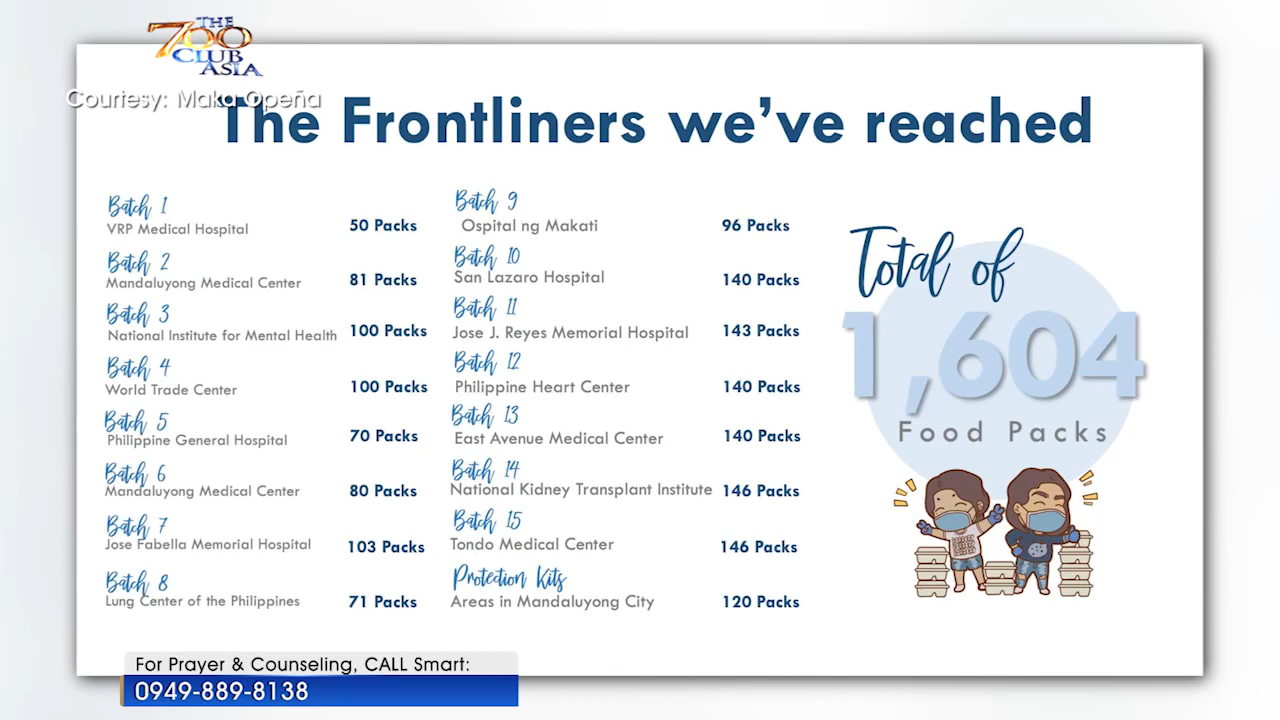 THE
700
CLUB
ASIA
Courtesy: Maka Opeña
The Frontliners we've reached
Batch 1
VRP Medical Hospital 50 Packs
Batch 2
Mandaluyong Medical Center 81 Packs
Batch 3
National Institute for Mental Health 100 Packs
Batch 4
World Trade Center 100 Packs
Batch 5
Philippine General Hospital 70 Packs
Batch 6
Mandaluyong Medical Center 80 Packs
Batch 7
Jose Fabella Memorial Hospital 103 Packs
Batch 8
Lung Center of the Philippines 71 Packs
Batch 9
Ospital ng Makati 96 Packs
Batch 10
San Lazaro Hospital 140 Packs
Batch 11
Jose J. Reyes Memorial Hospital 143 Packs
Batch 12
Philippine Heart Center 140 Packs
Batch 13
East Avenue Medical Center 140 Packs
Batch 14
National Kidney Transplant Institute 146 Packs
Batch 15
Tondo Medical Center 146 Packs
Protection Kits
Areas in Mandaluyong City 120 Packs
Total of
1,604
Food Packs
For Prayer & Counseling, CALL Smart:
0949-889-8138